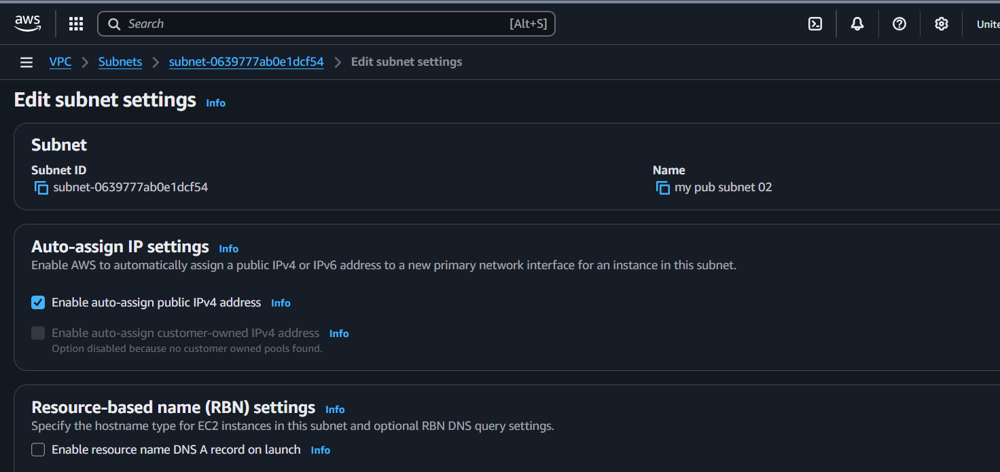 aws Search [Alt+S] Unite
VPC Subnets subnet-0639777ab0e1dcf54 Edit subnet settings
Edit subnet settings Info
Subnet
Subnet ID Name
subnet-0639777ab0e1dcf54 my pub subnet 02
Auto-assign IP settings Info
Enable AWS to automatically assign a public IPv4 or IPv6 address to a new primary network interface for an instance in this subnet.
Enable auto-assign public IPv4 address Info
Enable auto-assign customer-owned IPv4 address Info
Option disabled because no customer owned pools found.
Resource-based name (RBN) settings Info
Specify the hostname type for EC2 instances in this subnet and optional RBN DNS query settings.
Enable resource name DNS A record on launch Info